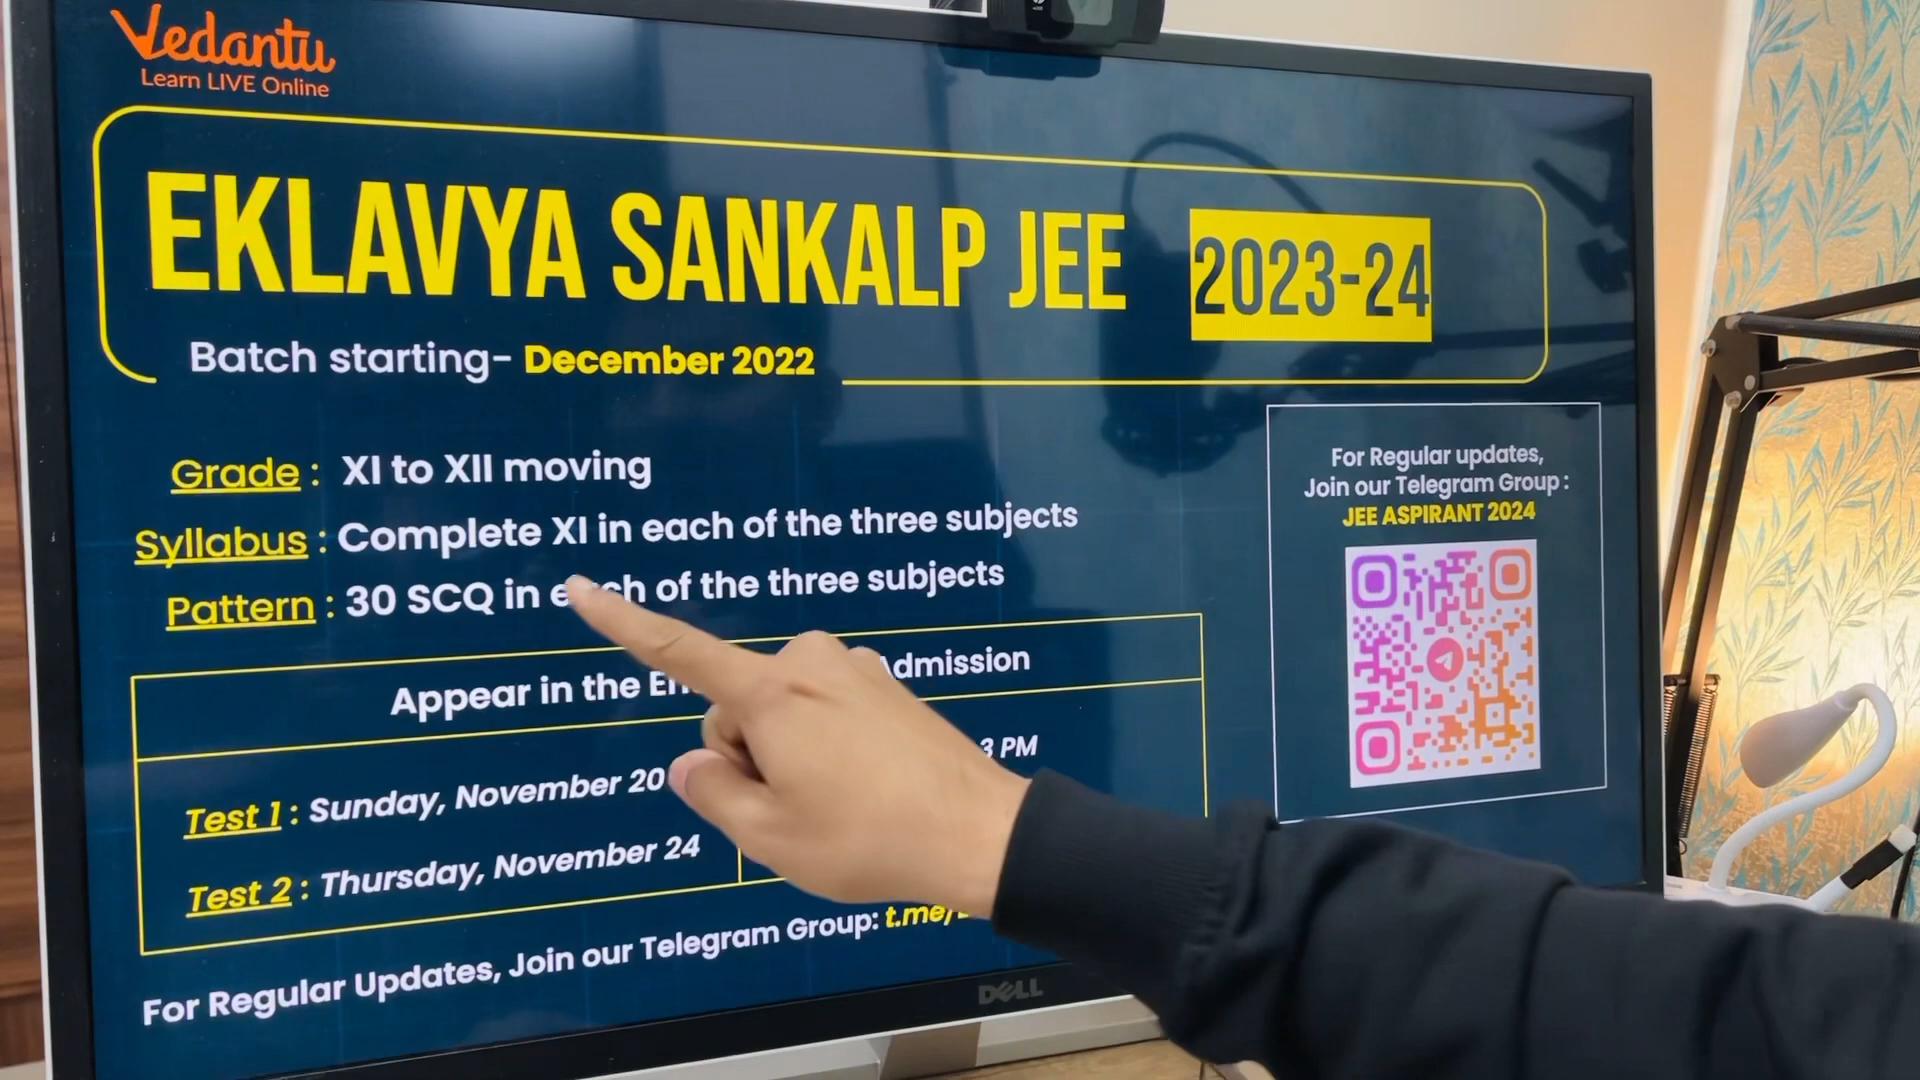 Vedantu
Learn LIVE Online
EKLAVYA SANKALP JEE 2023-24
Batch starting- December 2022
Grade : XI to XII moving
Syllabus : Complete XI in each of the three subjects
Pattern : 30 SCQ in each of the three subjects
Appear in the Admission
Test 1 : Sunday, November 20 3 PM
Test 2 : Thursday, November 24
For Regular Updates, Join our Telegram Group: t.me/
For Regular updates,
Join our Telegram Group :
JEE ASPIRANT 2024
DELL